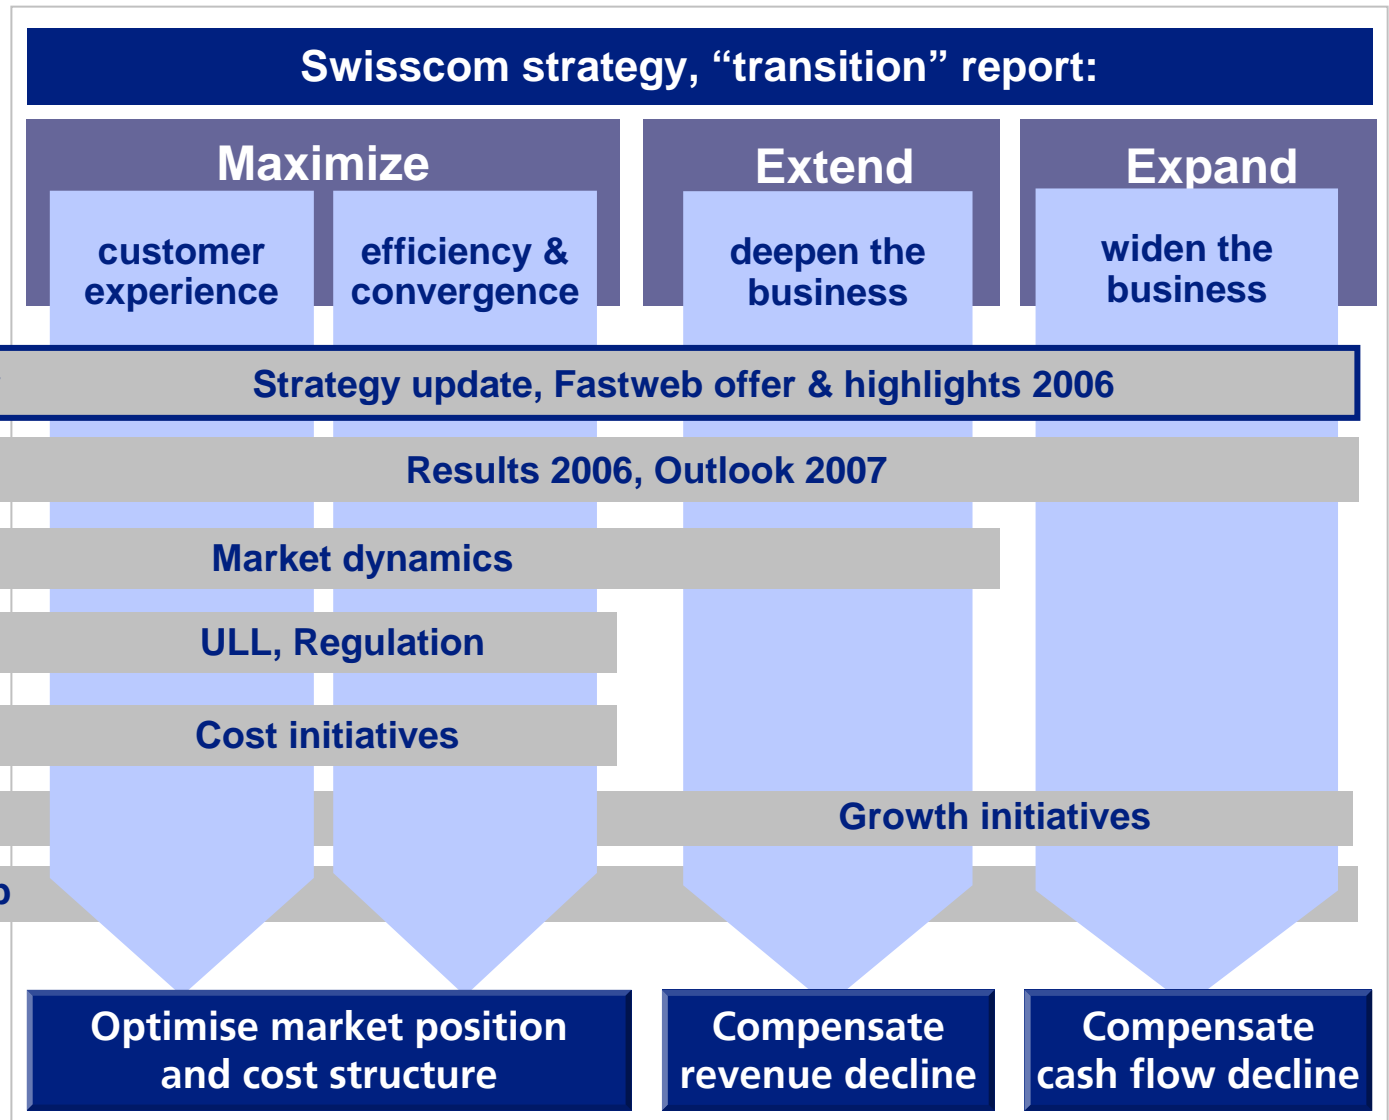 Swisscom strategy, “transition” report:
Maximize
Extend
Expand
customer
experience
efficiency &
convergence
deepen the
business
widen the
business
Strategy update, Fastweb offer & highlights 2006
Results 2006, Outlook 2007
Market dynamics
ULL, Regulation
Cost initiatives
Growth initiatives
Optimise market position
and cost structure
Compensate
revenue decline
Compensate
cash flow decline